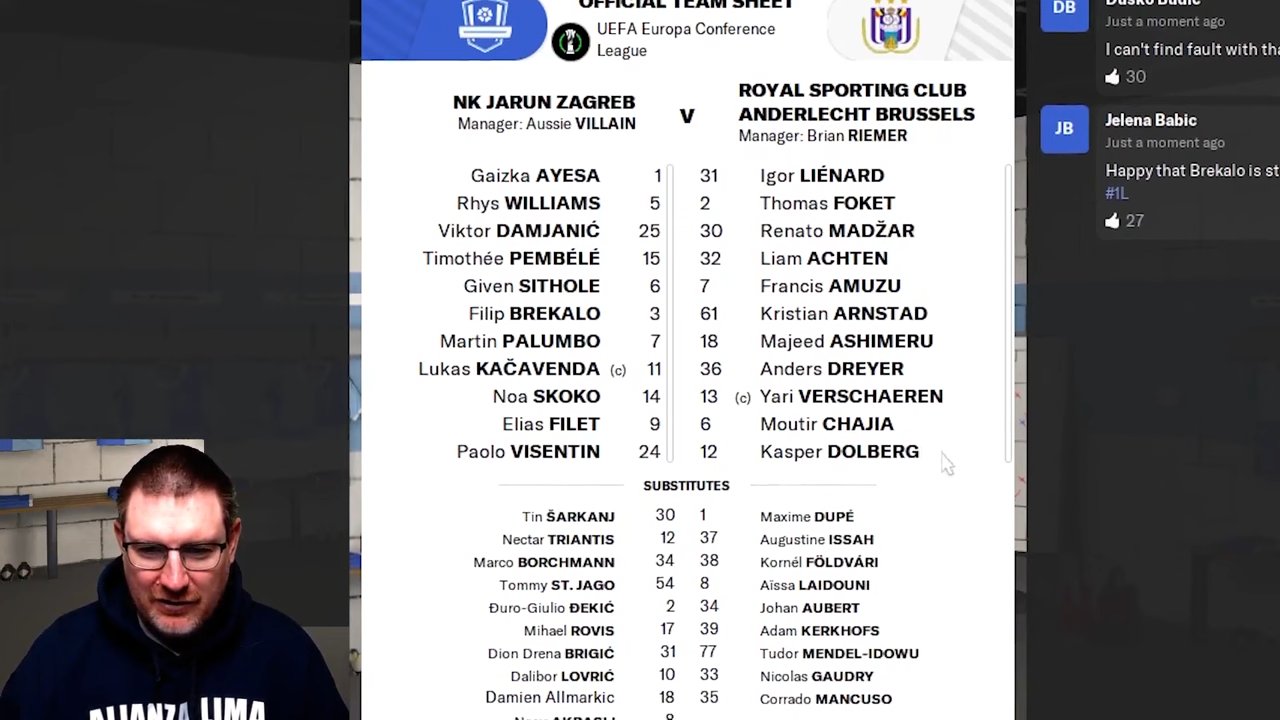 OFFICIAL TEAM SHEET
UEFA Europa Conference
League
NK JARUN ZAGREB
Manager: Aussie VILLAIN
v
ROYAL SPORTING CLUB
ANDERLECHT BRUSSELS
Manager: Brian RIEMER
Gaizka AYESA 1 31 Igor LIÉNARD
Rhys WILLIAMS 5 2 Thomas FOKET
Viktor DAMJANIĆ 25 30 Renato MADŽAR
Timothée PEMBÉLÉ 15 32 Liam ACHTEN
Given SITHOLE 6 7 Francis AMUZU
Filip BREKALO 3 61 Kristian ARNSTAD
Martin PALUMBO 7 18 Majeed ASHIMERU
Lukas KAČAVENDA (c) 11 36 Anders DREYER
Noa SKOKO 14 13 (c) Yari VERSCHAEREN
Elias FILET 9 6 Moutir CHAJIA
Paolo VISENTIN 24 12 Kasper DOLBERG
SUBSTITUTES
Tin ŠARKANJ 30 1 Maxime DUPÉ
Nectar TRIANTIS 12 37 Augustine ISSAH
Marco BORCHMANN 34 38 Kornél FÖLDVÁRI
Tommy ST. JAGO 54 8 Aïssa LAIDOUNI
Đuro-Giulio ĐEKIĆ 2 34 Johan AUBERT
Mihael ROVIS 17 39 Adam KERKHOFS
Dion Drena BRIGIĆ 31 77 Tudor MENDEL-IDOWU
Dalibor LOVRIĆ 10 33 Nicolas GAUDRY
Damien Allmarkic 18 35 Corrado MANCUSO
DB
Just a moment ago
I can't find fault with
30
JB
Jelena Babic
Just a moment ago
Happy that Brekalo is
#1L
27
ALIANZA LIMA